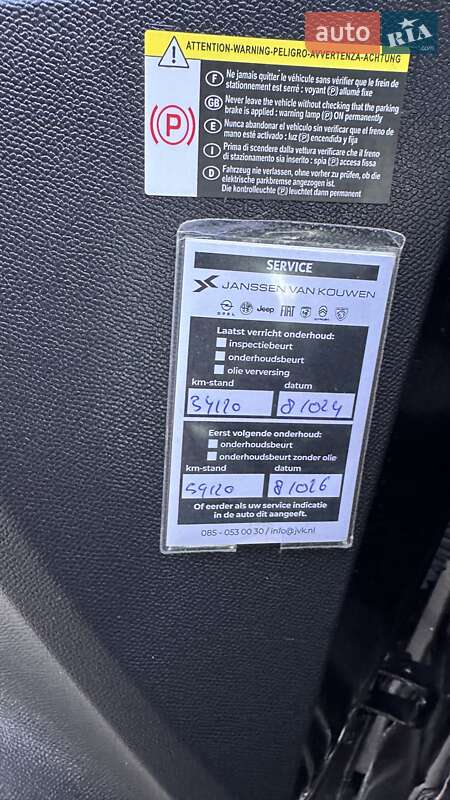 auto RIA
.com
ATTENTION-WARNING-PELIGRO-AVVERTENZA-ACHTUNG
F Ne jamais quitter le véhicule sans vérifier que le frein de
stationnement est serré : voyant (P) allumé fixe
GB Never leave the vehicle without checking that the parking
brake is applied : warning lamp (P) ON permanently
E Nunca abandonar el vehículo sin verificar que el freno de
mano esté activado : luz (P) encendida y fija
I Prima di scendere dalla vettura verificare che il freno
di stazionamento sia inserito : spia (P) accesa fissa
D Fahrzeug nie verlassen, ohne vorher zu prüfen, ob die
elektrische parkbremse angezogen ist.
Die kontrolleuchte (P) leuchtet dann permanent
(P)
SERVICE
JANSSEN VAN KOUWEN
OPEL Jeep FIAT
Laatst verricht onderhoud:
inspectiebeurt
onderhoudsbeurt
olie verversing
km-stand datum
34120 8/024
Eerst volgende onderhoud:
onderhoudsbeurt
onderhoudsbeurt zonder olie
km-stand datum
59120 8/026
Of eerder als uw service indicatie
in de auto dit aangeeft.
085 - 053 00 30 / info@jvk.nl